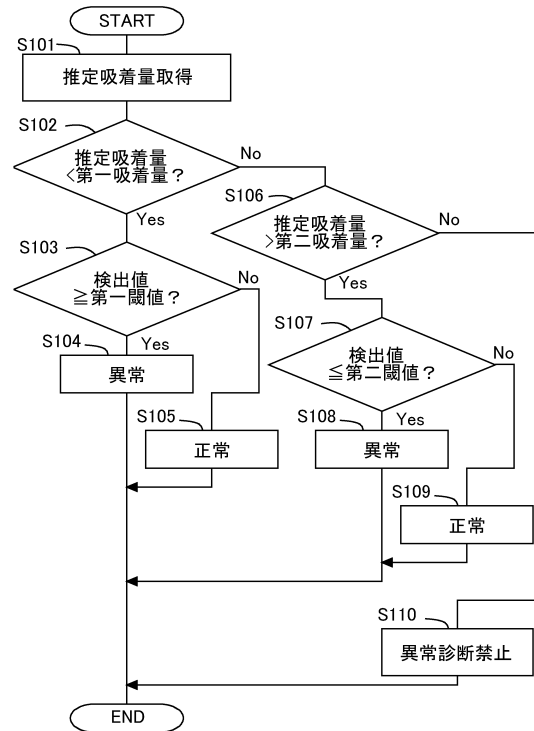 START
S101
推定吸着量取得
S102
推定吸着量
<第一吸着量？
No
Yes
S106
推定吸着量
>第二吸着量？
No
Yes
S103
検出値
≧第一閾値？
No
Yes
S107
検出値
≦第二閾値？
No
Yes
S104
異常
S105
正常
S108
異常
S109
正常
S110
異常診断禁止
END